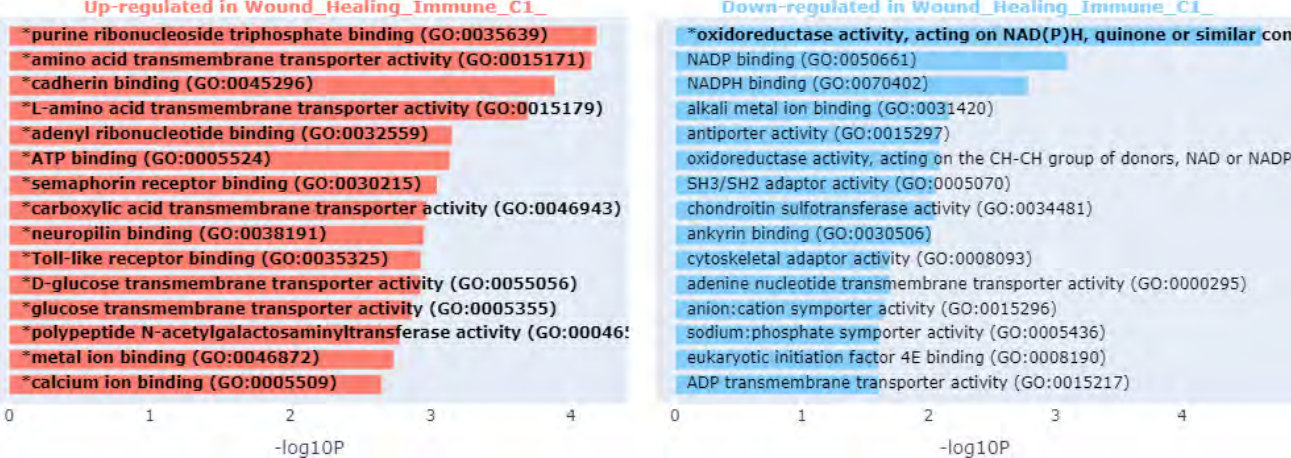 Up-regulated in Wound_Healing_Immune_C1_
*purine ribonucleoside triphosphate binding (GO:0035639)
*amino acid transmembrane transporter activity (GO:0015171)
*cadherin binding (GO:0045296)
*L-amino acid transmembrane transporter activity (GO:0015179)
*adenyl ribonucleotide binding (GO:0032559)
*ATP binding (GO:0005524)
*semaphorin receptor binding (GO:0030215)
*carboxylic acid transmembrane transporter activity (GO:0046943)
*neuropilin binding (GO:0038191)
*Toll-like receptor binding (GO:0035325)
*D-glucose transmembrane transporter activity (GO:0055056)
*glucose transmembrane transporter activity (GO:0005355)
*polypeptide N-acetylgalactosaminyltransferase activity (GO:000465
*metal ion binding (GO:0046872)
*calcium ion binding (GO:0005509)
0 1 2 3 4
-log10P
Down-regulated in Wound_Healing_Immune_C1_
*oxidoreductase activity, acting on NAD(P)H, quinone or similar con
NADP binding (GO:0050661)
NADPH binding (GO:0070402)
alkali metal ion binding (GO:0031420)
antiporter activity (GO:0015297)
oxidoreductase activity, acting on the CH-CH group of donors, NAD or NADP
SH3/SH2 adaptor activity (GO:0005070)
chondroitin sulfotransferase activity (GO:0034481)
ankyrin binding (GO:0030506)
cytoskeletal adaptor activity (GO:0008093)
adenine nucleotide transmembrane transporter activity (GO:0000295)
anion:cation symporter activity (GO:0015296)
sodium:phosphate symporter activity (GO:0005436)
eukaryotic initiation factor 4E binding (GO:0008190)
ADP transmembrane transporter activity (GO:0015217)
0 1 2 3 4
-log10P